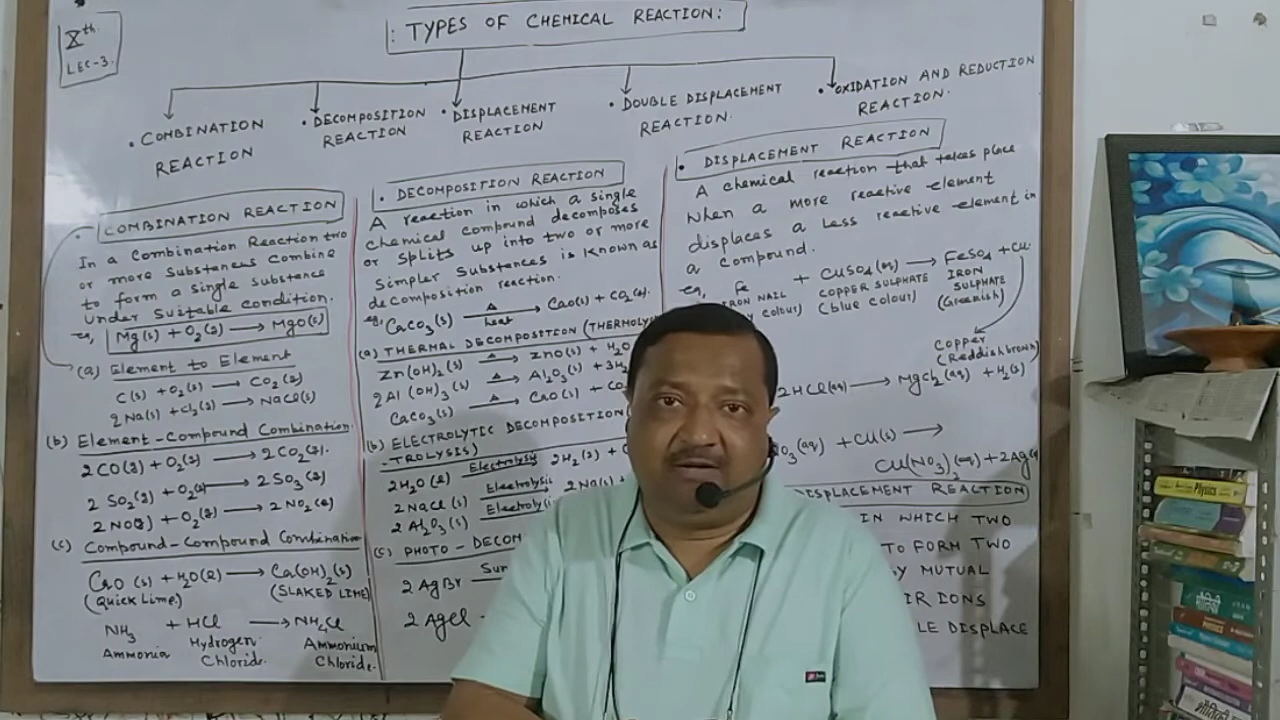 Xth
LEC-3.
: TYPES OF CHEMICAL REACTION:
• COMBINATION
REACTION
• DECOMPOSITION
REACTION
• DISPLACEMENT
REACTION
• DOUBLE DISPLACEMENT
REACTION.
• OXIDATION AND REDUCTION
REACTION.
COMBINATION REACTION
In a Combination Reaction two
or more substances combine
to form a single substance
under suitable condition.
eg, Mg(s) + O₂(g) → MgO(s)
(a) Element to Element
C(s) + O₂(s) → CO₂(g)
2Na(s) + Cl₂(g) → NaCl(s)
(b) Element-Compound Combination.
2CO(g) + O₂(g) → 2CO₂(g).
2SO₂(g) + O₂(g) → 2SO₃(g)
2NO(g) + O₂(g) → 2NO₂(g)
(c) Compound-Compound Combination
CaO(s) + H₂O(l) → Ca(OH)₂(s)
(Quick Lime) (SLAKED LIME)
NH₃ + HCl → NH₄Cl
Ammonia Hydrogen Ammonium
Chloride. Chloride.
• DECOMPOSITION REACTION
A reaction in which a single
chemical compound decomposes
or splits up into two or more
simpler substances is known as
decomposition reaction.
eg, CaCO₃(s) →Δ heat CaO(s) + CO₂(g).
(a) THERMAL DECOMPOSITION
Zn(OH)₂(s) →Δ ZnO(s) + H₂O
2Al(OH)₃(s) →Δ Al₂O₃(s) + 3H₂
CaCO₃(s) →Δ CaO(s) + CO
(b) ELECTROLYTIC DECOMPOSITION
-TROLYSIS)
2H₂O(l) Electrolysis 2H₂(g) +
2NaCl(s) Electrolysis 2Na(s) +
2Al₂O₃(s) Electrolysis
(c) PHOTO-DECOM
2AgBr Sun
2AgCl
• DISPLACEMENT REACTION
A chemical reaction that takes place
when a more reactive element
displaces a less reactive element in
a compound.
eg, Fe + CuSO₄(aq) → FeSO₄ + Cu.
IRON NAIL COPPER SULPHATE IRON
colour) (blue colour) SULPHATE
(Greenish)
Copper
(Reddish brown)
2HCl(aq) → MgCl₂(aq) + H₂(g)
O₃(aq) + Cu(s) →
Cu(NO₃)₂(aq) + 2Ag
DISPLACEMENT REACTION
IN WHICH TWO
TO FORM TWO
MUTUAL
IONS
DISPLACE
Physics
PHYSICS
भौतिकी